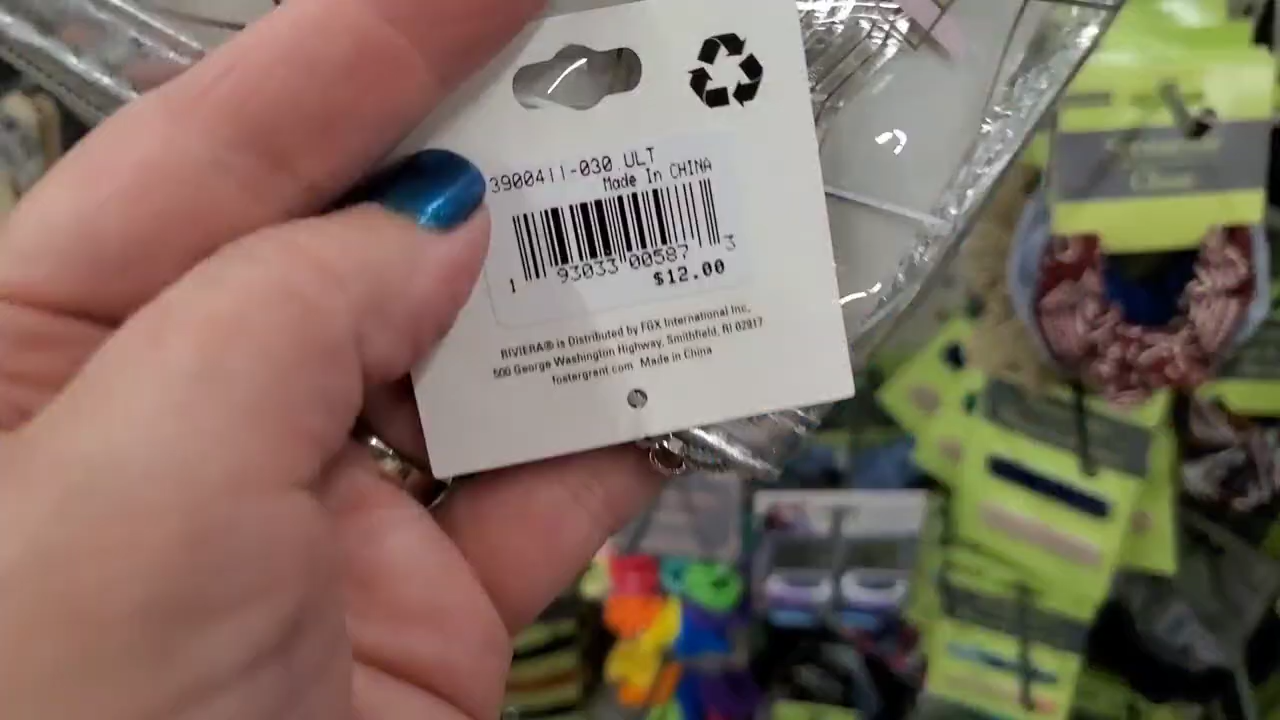 3900411-030 ULT
Made In CHINA
1 93033 00587 3
$12.00
RIVIERA® is Distributed by FGX International Inc.
500 George Washington Highway, Smithfield, RI 02917
fostergrant.com Made in China